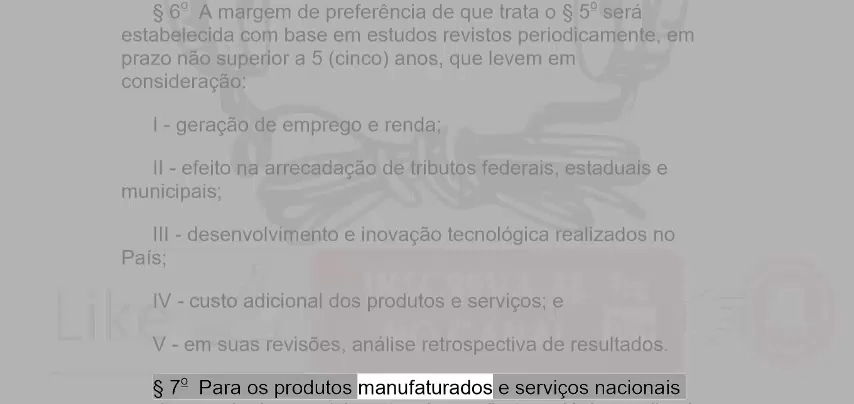 § 6º A margem de preferência de que trata o § 5º será
estabelecida com base em estudos revistos periodicamente, em
prazo não superior a 5 (cinco) anos, que levem em
consideração:
I - geração de emprego e renda;
II - efeito na arrecadação de tributos federais, estaduais e
municipais;
III - desenvolvimento e inovação tecnológica realizados no
País;
IV - custo adicional dos produtos e serviços; e
Like
V - em suas revisões, análise retrospectiva de resultados.
§ 7º Para os produtos manufaturados e serviços nacionais